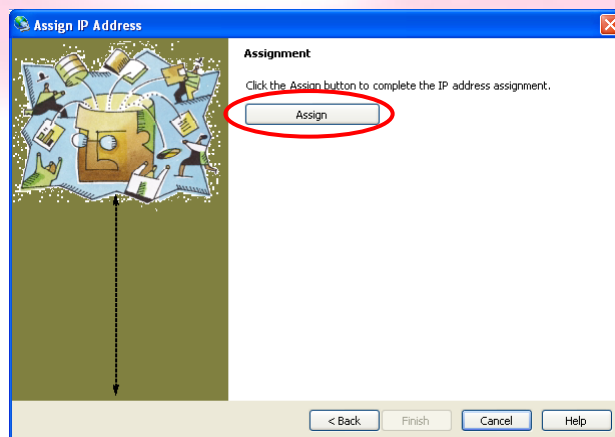 Assign IP Address
Assignment
Click the Assign button to complete the IP address assignment.
Assign
< Back Finish Cancel Help